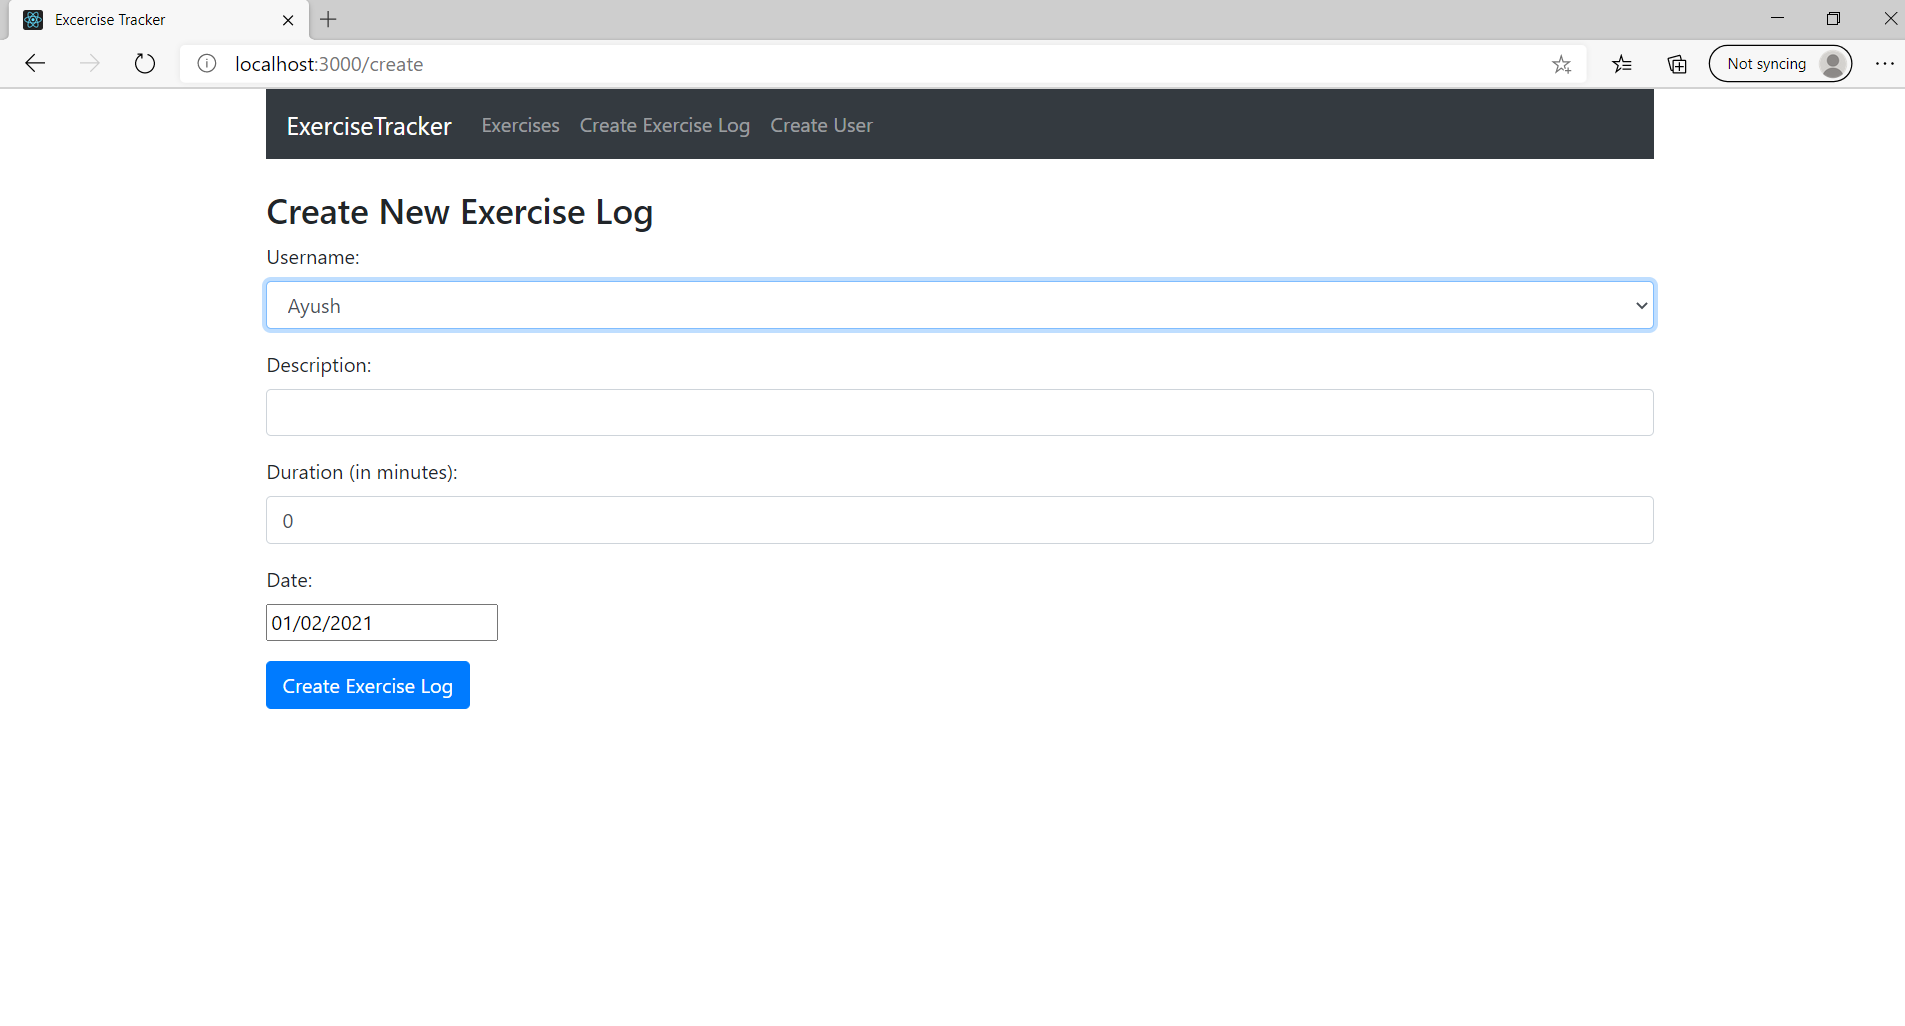 Excercise Tracker
localhost:3000/create
Not syncing
ExerciseTracker Exercises Create Exercise Log Create User
Create New Exercise Log
Username:
Ayush
Description:
Duration (in minutes):
0
Date:
01/02/2021
Create Exercise Log